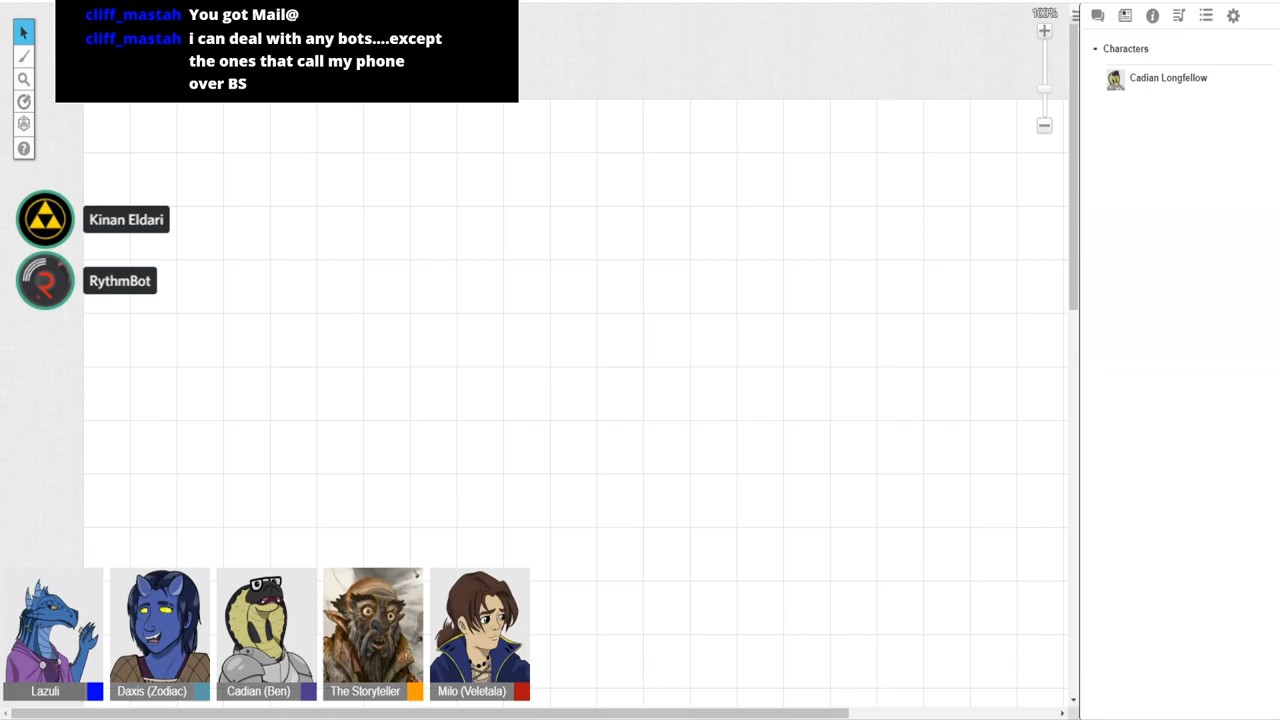 cliff_mastah You got Mail@
cliff_mastah i can deal with any bots....except
the ones that call my phone
over BS
100%
Characters
Cadian Longfellow
Kinan Eldari
RythmBot
Lazuli
Daxis (Zodiac)
Cadian (Ben)
The Storyteller
Milo (Veletala)